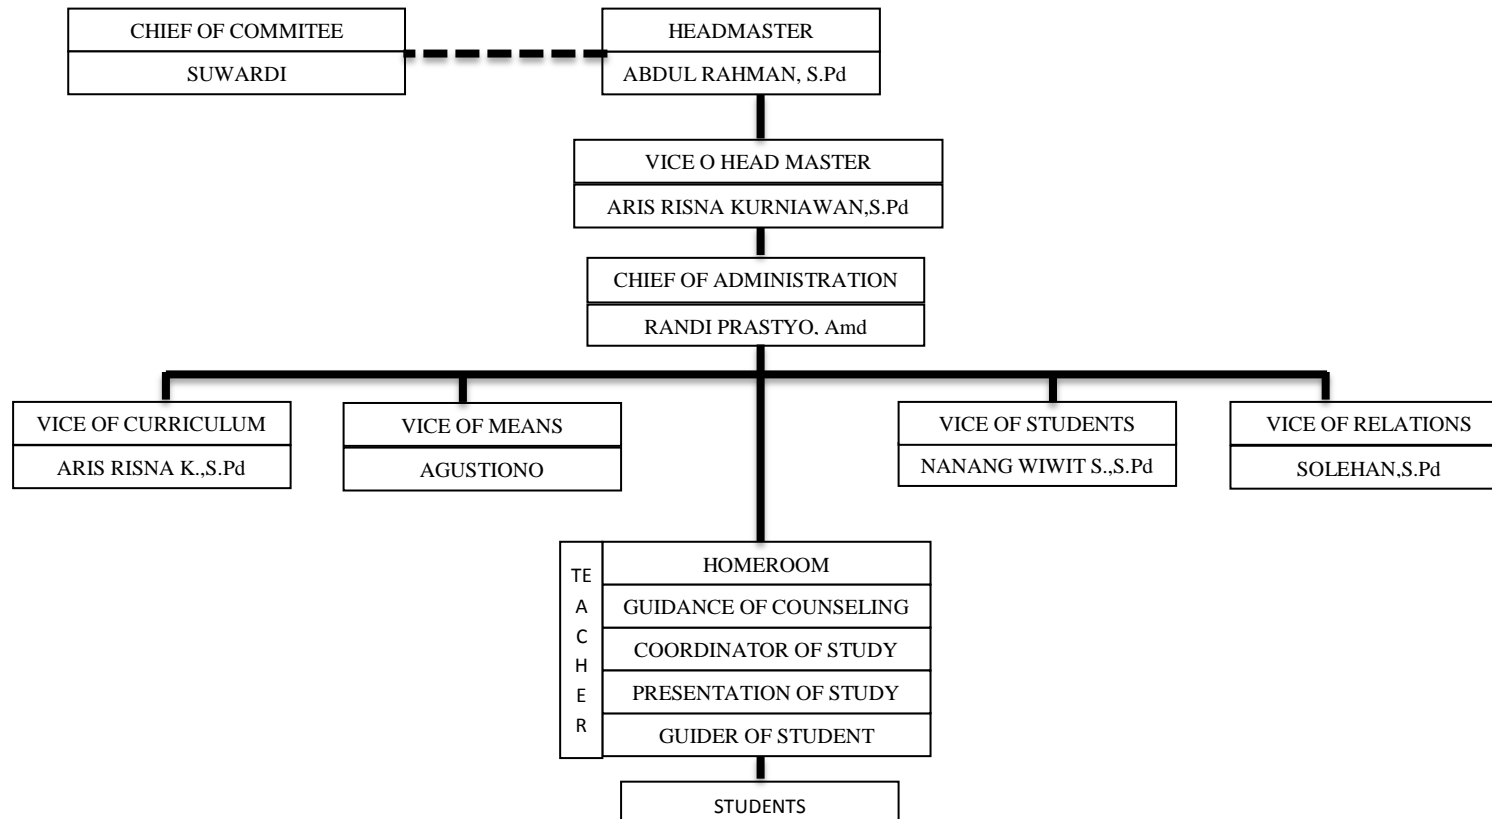 CHIEF OF COMMITEE
SUWARDI
HEADMASTER
ABDUL RAHMAN, S.Pd
VICE O HEAD MASTER
ARIS RISNA KURNIAWAN,S.Pd
CHIEF OF ADMINISTRATION
RANDI PRASTYO, Amd
VICE OF CURRICULUM
ARIS RISNA K.,S.Pd
VICE OF MEANS
AGUSTIONO
VICE OF STUDENTS
NANANG WIWIT S.,S.Pd
VICE OF RELATIONS
SOLEHAN,S.Pd
TE
A
C
H
E
R
HOMEROOM
GUIDANCE OF COUNSELING
COORDINATOR OF STUDY
PRESENTATION OF STUDY
GUIDER OF STUDENT
STUDENTS